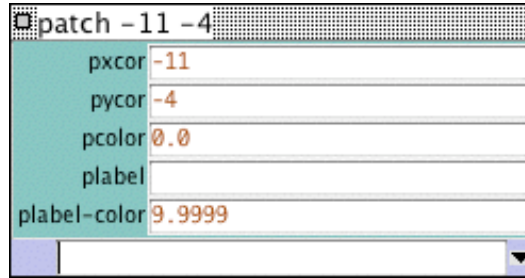 patch -11 -4
pxcor -11
pycor -4
pcolor 0.0
plabel
plabel-color 9.9999